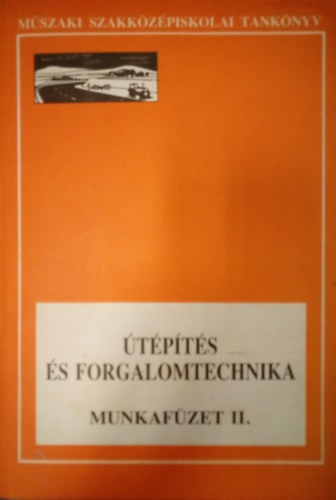 MŰSZAKI SZAKKÖZÉPISKOLAI TANKÖNYV
ÚTÉPÍTÉS
ÉS FORGALOMTECHNIKA
MUNKAFÜZET II.